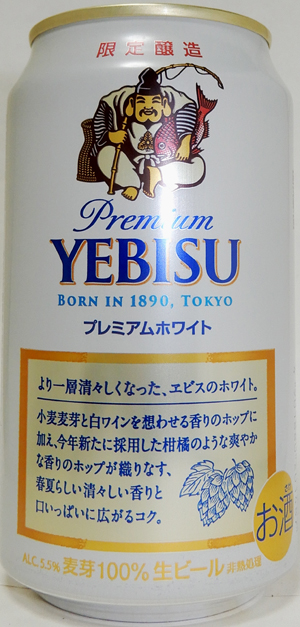 限定醸造
Premium
YEBISU
BORN IN 1890, TOKYO
プレミアムホワイト
より一層清々しくなった、ヱビスのホワイト。
小麦麦芽と白ワインを想わせる香りのホップに
加え、今年新たに採用した柑橘のような爽やか
な香りのホップが織りなす、
春夏らしい清々しい香りと
口いっぱいに広がるコク。
お酒
ALC. 5.5% 麦芽100% 生ビール 非熱処理